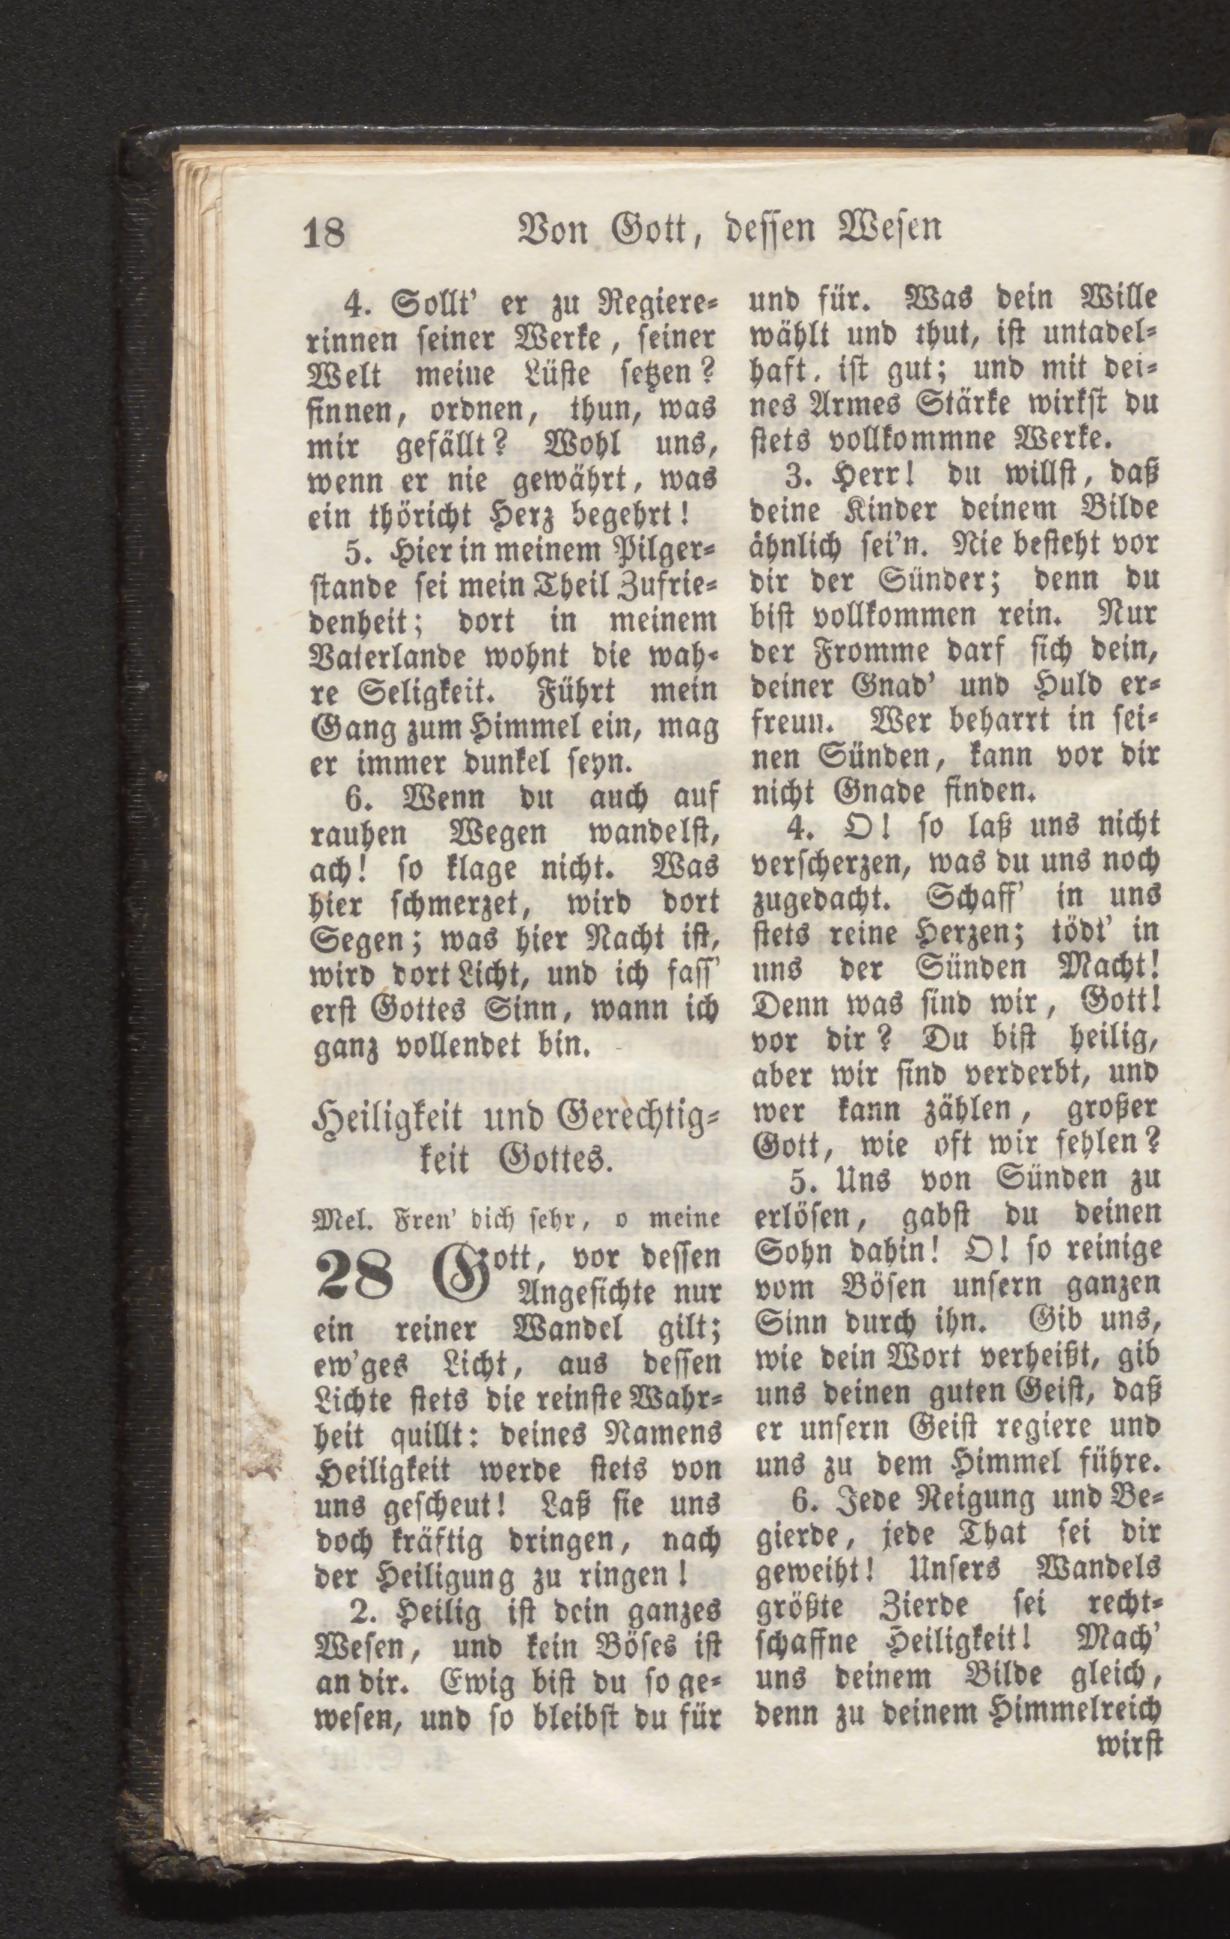 18 Von Gott, dessen Wesen
4. Sollt' er zu Regiere-
rinnen seiner Werke, seiner
Welt meine Lüste setzen?
sinnen, ordnen, thun, was
mir gefällt? Wohl uns,
wenn er nie gewährt, was
ein thöricht Herz begehrt!
5. Hier in meinem Pilger-
stande sei mein Theil Zufrie-
denheit; dort in meinem
Vaterlande wohnt die wah-
re Seligkeit. Führt mein
Gang zum Himmel ein, mag
er immer dunkel seyn.
6. Wenn du auch auf
rauhen Wegen wandelst,
ach! so klage nicht. Was
hier schmerzet, wird dort
Segen; was hier Nacht ist,
wird dort Licht, und ich fass'
erst Gottes Sinn, wann ich
ganz vollendet bin.
Heiligkeit und Gerechtig-
keit Gottes.
Mel. Freu' dich sehr, o meine
28 Gott, vor dessen
Angesichte nur
ein reiner Wandel gilt;
ew'ges Licht, aus dessen
Lichte stets die reinste Wahr-
heit quillt: deines Namens
Heiligkeit werde stets von
uns gescheut! Laß sie uns
doch kräftig dringen, nach
der Heiligung zu ringen!
2. Heilig ist dein ganzes
Wesen, und kein Böses ist
an dir. Ewig bist du so ge-
wesen, und so bleibst du für
und für. Was dein Wille
wählt und thut, ist untadel-
haft, ist gut; und mit dei-
nes Armes Stärke wirkst du
stets vollkommne Werke.
3. Herr! du willst, daß
deine Kinder deinem Bilde
ähnlich sei'n. Nie besteht vor
dir der Sünder; denn du
bist vollkommen rein. Nur
der Fromme darf sich dein,
deiner Gnad' und Huld er-
freun. Wer beharrt in sei-
nen Sünden, kann vor dir
nicht Gnade finden.
4. O! so laß uns nicht
verscherzen, was du uns noch
zugedacht. Schaff' in uns
stets reine Herzen; tödt' in
uns der Sünden Macht!
Denn was sind wir, Gott!
vor dir? Du bist heilig,
aber wir sind verderbt, und
wer kann zählen, großer
Gott, wie oft wir fehlen?
5. Uns von Sünden zu
erlösen, gabst du deinen
Sohn dahin! O! so reinige
vom Bösen unsern ganzen
Sinn durch ihn. Gib uns,
wie dein Wort verheißt, gib
uns deinen guten Geist, daß
er unsern Geist regiere und
uns zu dem Himmel führe.
6. Jede Neigung und Be-
gierde, jede That sei dir
geweiht! Unsers Wandels
größte Zierde sei recht-
schaffne Heiligkeit! Mach'
uns deinem Bilde gleich,
denn zu deinem Himmelreich
wirst